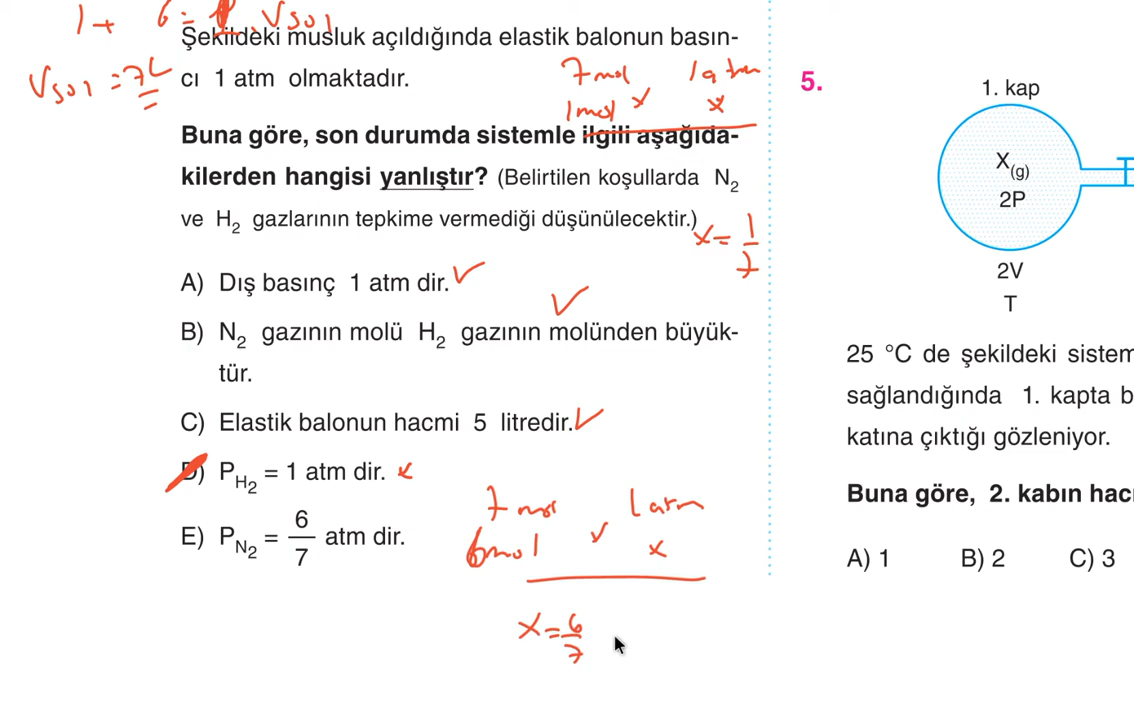 1 + 6 = 1 . Vson
Vson = 7L
Şekildeki musluk açıldığında elastik balonun basın-
cı 1 atm olmaktadır.
7 mol 1 atm
1 mol x
Buna göre, son durumda sistemle ilgili aşağıda-
kilerden hangisi yanlıştır? (Belirtilen koşullarda N2
ve H2 gazlarının tepkime vermediği düşünülecektir.)
x = 1/7
A) Dış basınç 1 atm dir.
B) N2 gazının molü H2 gazının molünden büyük-
tür.
C) Elastik balonun hacmi 5 litredir.
D) PH2 = 1 atm dir.
E) PN2 = 6/7 atm dir.
7 mol 1 atm
6 mol x
x = 6/7
5.
1. kap
X(g)
2P
2V
T
25 °C de şekildeki sistem
sağlandığında 1. kapta b
katına çıktığı gözleniyor.
Buna göre, 2. kabın hac
A) 1 B) 2 C) 3